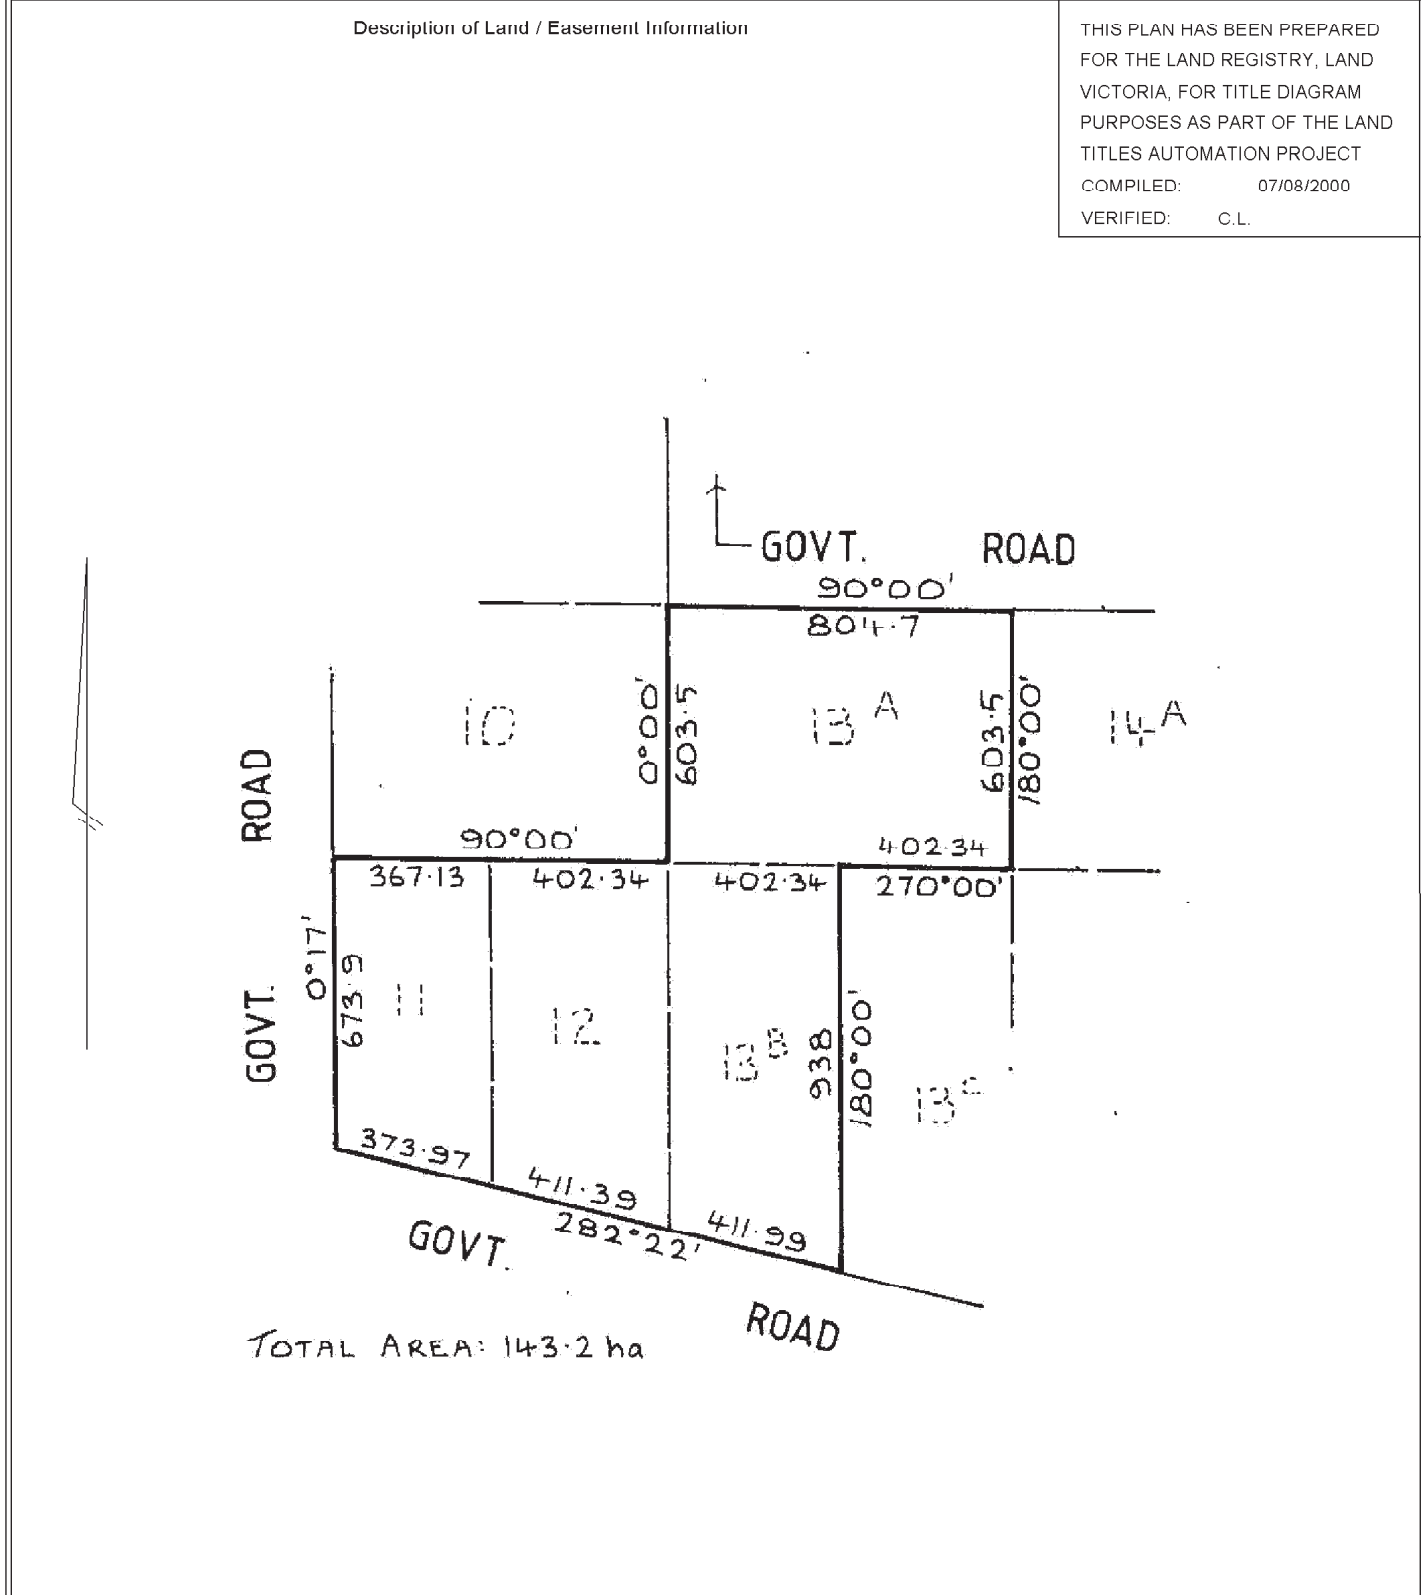 Description of Land / Easement Information
THIS PLAN HAS BEEN PREPARED
FOR THE LAND REGISTRY, LAND
VICTORIA, FOR TITLE DIAGRAM
PURPOSES AS PART OF THE LAND
TITLES AUTOMATION PROJECT
COMPILED: 07/08/2000
VERIFIED: C.L.
GOVT. ROAD
90°00'
804.7
10
0°00'
603.5
13 A
603.5
180°00'
14 A
GOVT. ROAD
90°00'
402.34
367.13
402.34
402.34
270°00'
0°17'
673.9
11
12
13 B
938
180°00'
13 C
373.97
411.39
282°22'
411.99
GOVT. ROAD
TOTAL AREA: 143.2 ha